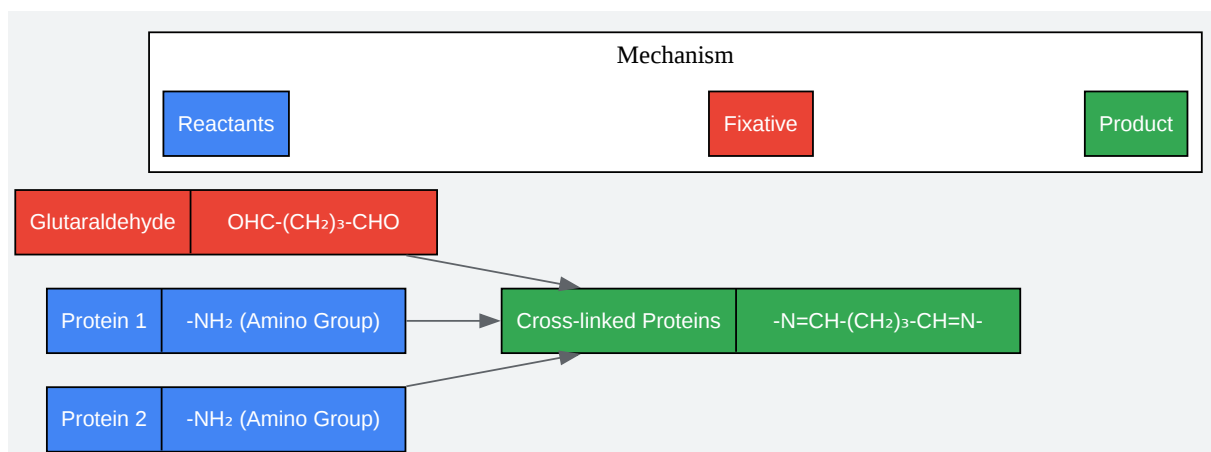 Mechanism
Reactants
Fixative
Product
Glutaraldehyde OHC-(CH₂)₃-CHO
Protein 1 -NH₂ (Amino Group)
Cross-linked Proteins -N=CH-(CH₂)₃-CH=N-
Protein 2 -NH₂ (Amino Group)